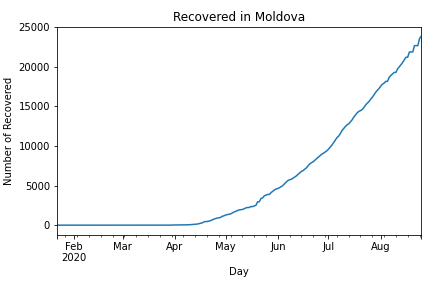 Recovered in Moldova
Number of Recovered
25000
20000
15000
10000
5000
0
Feb Mar Apr May Jun Jul Aug
2020
Day